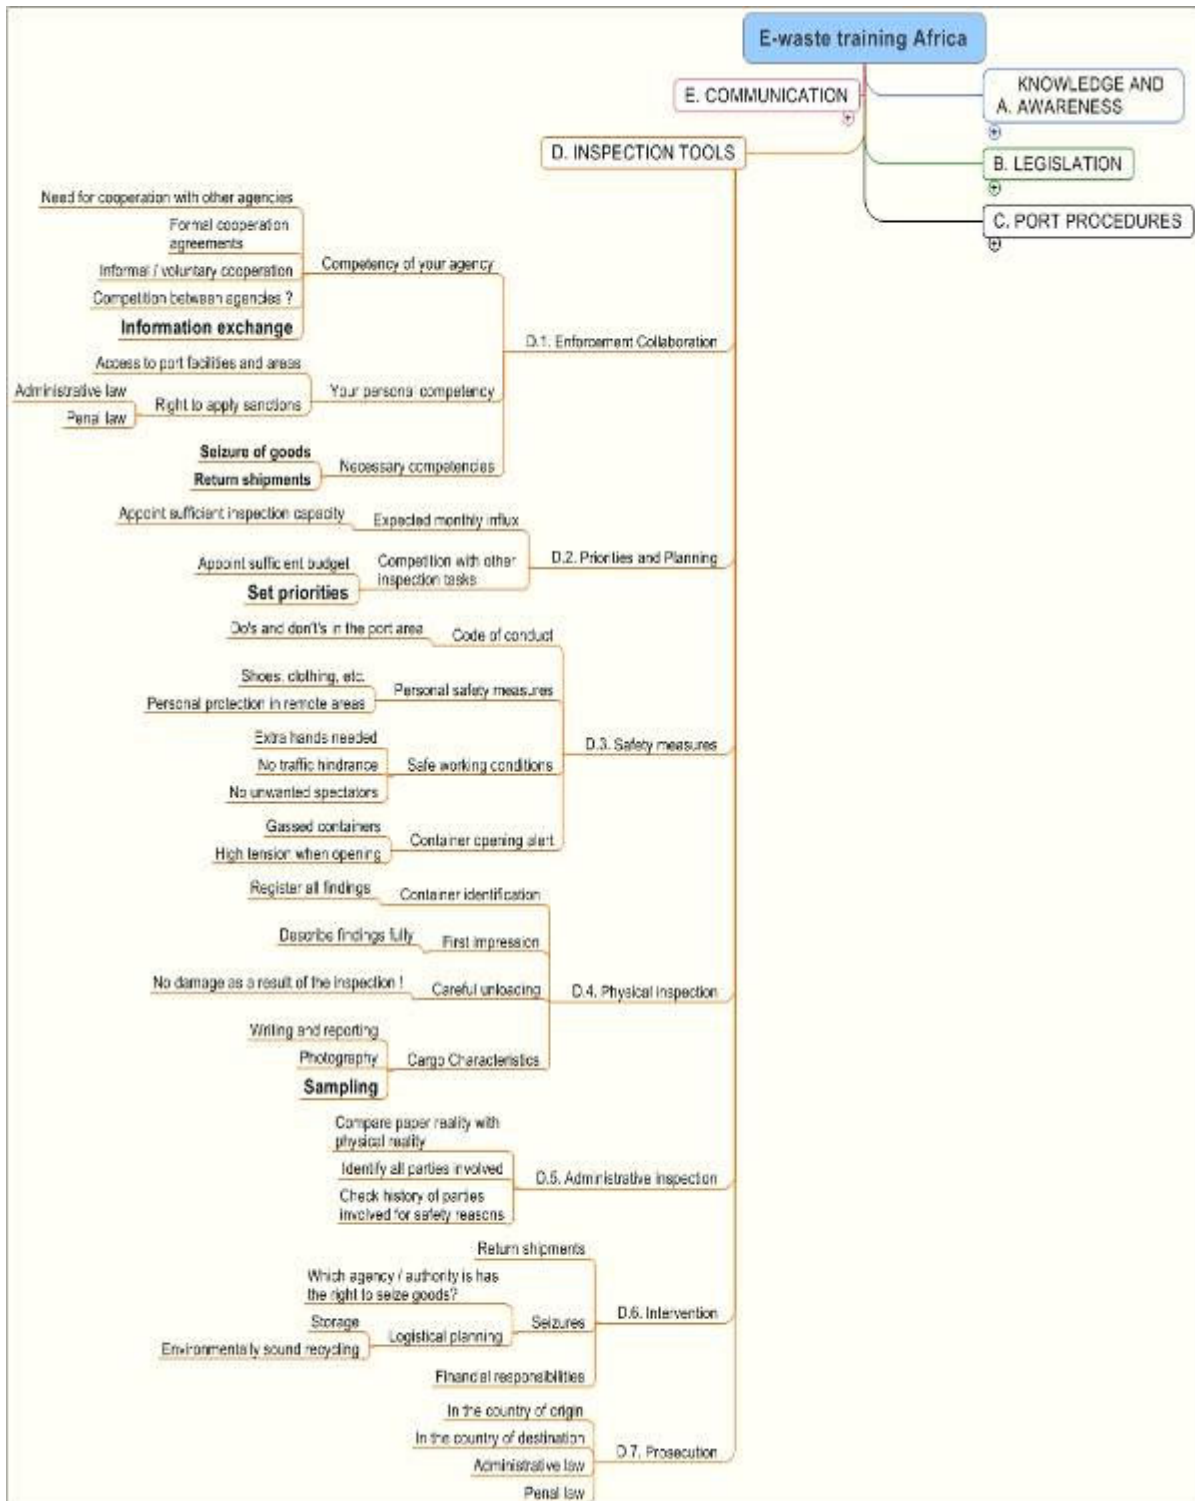 E-waste training Africa
E. COMMUNICATION
KNOWLEDGE AND
A. AWARENESS
D. INSPECTION TOOLS
B. LEGISLATION
C. PORT PROCEDURES
Need for cooperation with other agencies
Formal cooperation
agreements
Informal / voluntary cooperation
Competition between agencies ?
Information exchange
Competency of your agency
D.1. Enforcement Collaboration
Access to port facilities and areas
Administrative law
Penal law
Right to apply sanctions
Your personal competency
Seizure of goods
Return shipments
Necessary competencies
Appoint sufficient inspection capacity
Expected monthly influx
D.2. Priorities and Planning
Appoint sufficient budget
Set priorities
Competition with other
inspection tasks
Do's and don't's in the port area
Code of conduct
Shoes, clothing, etc.
Personal protection in remote areas
Personal safety measures
D.3. Safety measures
Extra hands needed
No traffic hindrance
No unwanted spectators
Safe working conditions
Gassed containers
High tension when opening
Container opening alert
Register all findings
Container identification
Describe findings fully
First impression
No damage as a result of the inspection !
Careful unloading
D.4. Physical inspection
Writing and reporting
Photography
Sampling
Cargo Characteristics
Compare paper reality with
physical reality
Identify all parties involved
Check history of parties
involved for safety reasons
D.5. Administrative inspection
Return shipments
Which agency / authority is has
the right to seize goods?
Storage
Environmentally sound recycling
Logistical planning
Seizures
D.6. Intervention
Financial responsibilities
In the country of origin
In the country of destination
Administrative law
Penal law
D.7. Prosecution